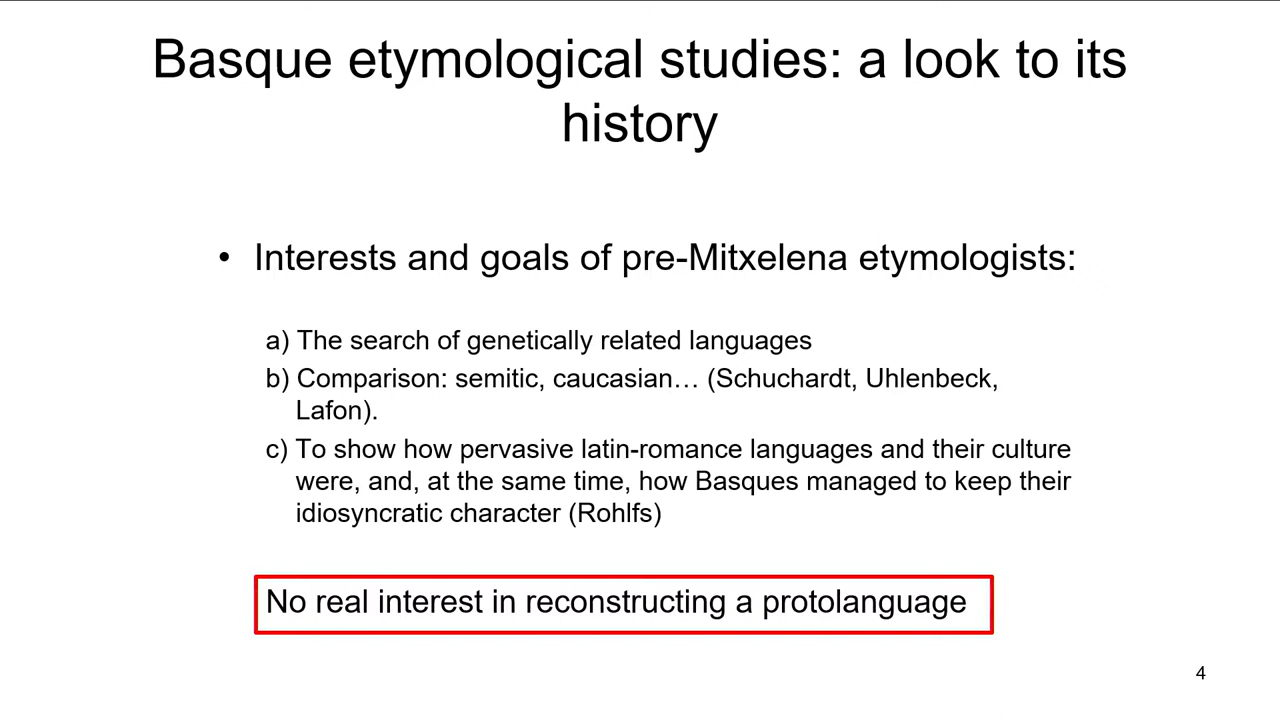 Basque etymological studies: a look to its
history
• Interests and goals of pre-Mitxelena etymologists:
a) The search of genetically related languages
b) Comparison: semitic, caucasian… (Schuchardt, Uhlenbeck,
Lafon).
c) To show how pervasive latin-romance languages and their culture
were, and, at the same time, how Basques managed to keep their
idiosyncratic character (Rohlfs)
No real interest in reconstructing a protolanguage
4